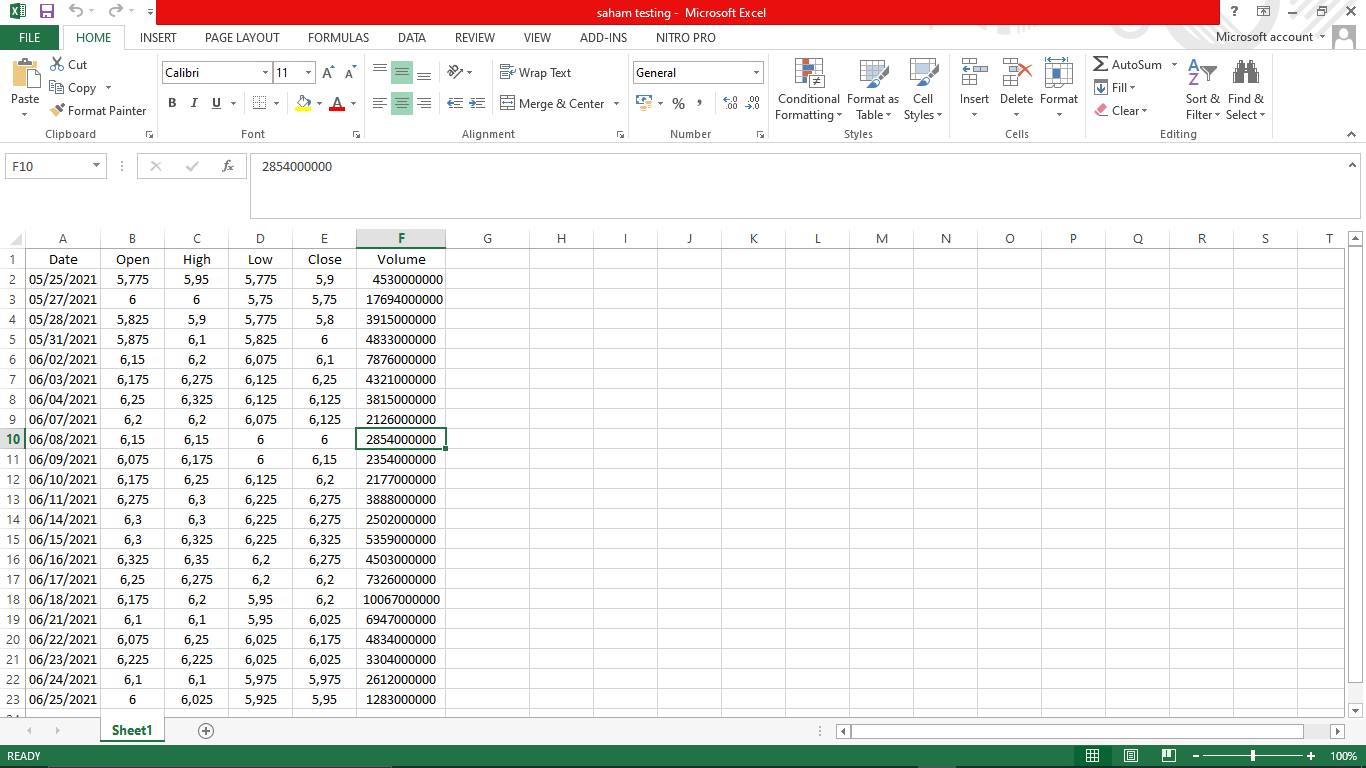 saham testing - Microsoft Excel
?
FILE HOME INSERT PAGE LAYOUT FORMULAS DATA REVIEW VIEW ADD-INS NITRO PRO Microsoft account
Paste
Cut
Copy
Format Painter
Clipboard
Calibri 11 A A
B I U A
Font
Wrap Text
Merge & Center
Alignment
General
% ,
Number
Conditional Formatting
Format as Table
Cell Styles
Styles
Insert
Delete
Format
Cells
AutoSum
Fill
Clear
Sort & Filter
Find & Select
Editing
F10 fx 2854000000
A B C D E F G H I J K L M N O P Q R S T
1 Date Open High Low Close Volume
2 05/25/2021 5,775 5,95 5,775 5,9 4530000000
3 05/27/2021 6 6 5,75 5,75 17694000000
4 05/28/2021 5,825 5,9 5,775 5,8 3915000000
5 05/31/2021 5,875 6,1 5,825 6 4833000000
6 06/02/2021 6,15 6,2 6,075 6,1 7876000000
7 06/03/2021 6,175 6,275 6,125 6,25 4321000000
8 06/04/2021 6,25 6,325 6,125 6,125 3815000000
9 06/07/2021 6,2 6,2 6,075 6,125 2126000000
10 06/08/2021 6,15 6,15 6 6 2854000000
11 06/09/2021 6,075 6,175 6 6,15 2354000000
12 06/10/2021 6,175 6,25 6,125 6,2 2177000000
13 06/11/2021 6,275 6,3 6,225 6,275 3888000000
14 06/14/2021 6,3 6,3 6,225 6,275 2502000000
15 06/15/2021 6,3 6,325 6,225 6,325 5359000000
16 06/16/2021 6,325 6,35 6,2 6,275 4503000000
17 06/17/2021 6,25 6,275 6,2 6,2 7326000000
18 06/18/2021 6,175 6,2 5,95 6,2 10067000000
19 06/21/2021 6,1 6,1 5,95 6,025 6947000000
20 06/22/2021 6,075 6,25 6,025 6,175 4834000000
21 06/23/2021 6,225 6,225 6,025 6,025 3304000000
22 06/24/2021 6,1 6,1 5,975 5,975 2612000000
23 06/25/2021 6 6,025 5,925 5,95 1283000000
Sheet1
READY 100%